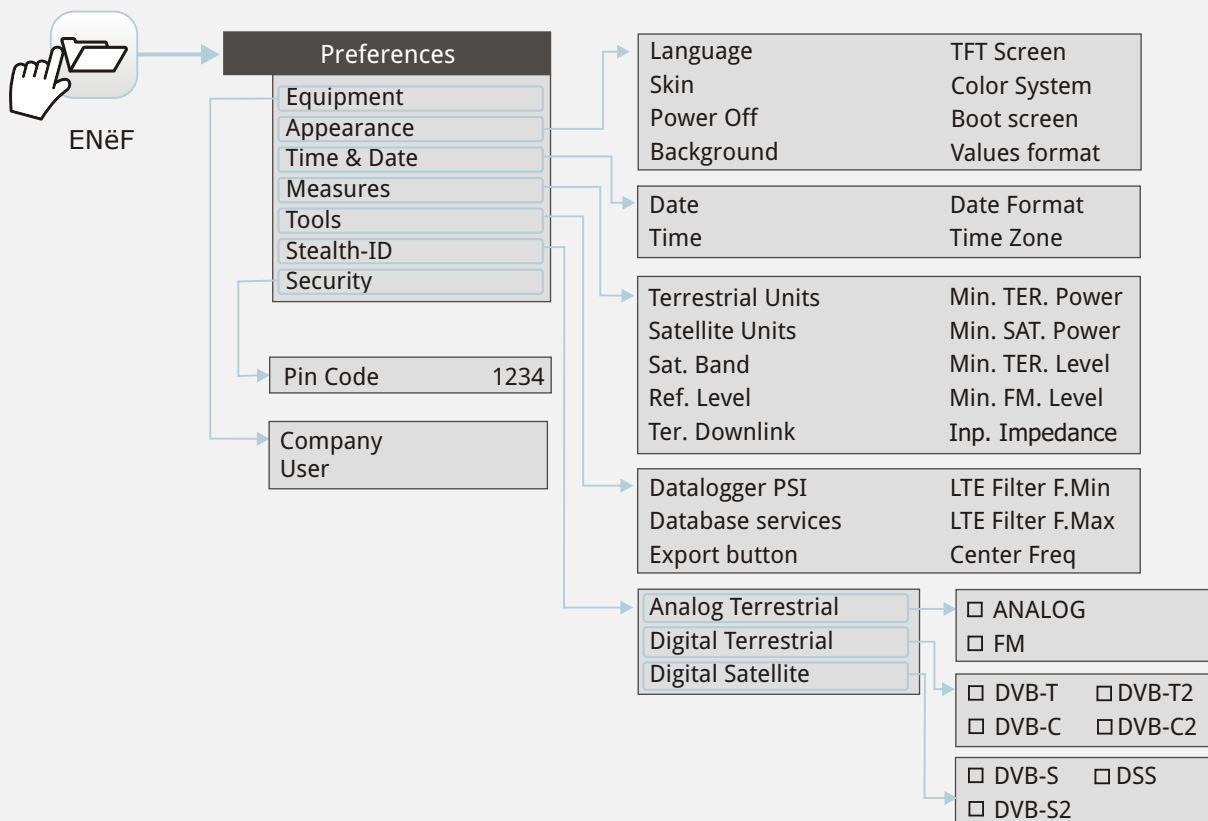 ENëF
Preferences
Equipment
Appearance
Time & Date
Measures
Tools
Stealth-ID
Security
Pin Code 1234
Company
User
Language TFT Screen
Skin Color System
Power Off Boot screen
Background Values format
Date Date Format
Time Time Zone
Terrestrial Units Min. TER. Power
Satellite Units Min. SAT. Power
Sat. Band Min. TER. Level
Ref. Level Min. FM. Level
Ter. Downlink Inp. Impedance
Datalogger PSI LTE Filter F.Min
Database services LTE Filter F.Max
Export button Center Freq
Analog Terrestrial
Digital Terrestrial
Digital Satellite
ANALOG
FM
DVB-T DVB-T2
DVB-C DVB-C2
DVB-S DSS
DVB-S2